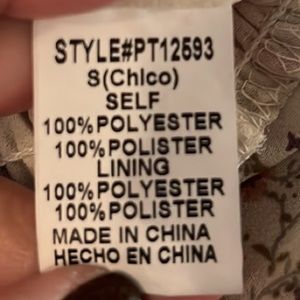 STYLE#PT12593
S(Chico)
SELF
100%POLYESTER
100%POLISTER
LINING
100%POLYESTER
100%POLISTER
MADE IN CHINA
HECHO EN CHINA